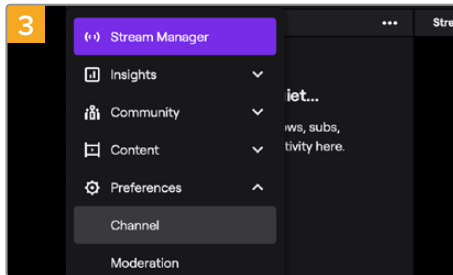 3
Stream Manager
... Stre
Insights
iet...
Community
ows, subs,
Content
tivity here.
Preferences
Channel
Moderation